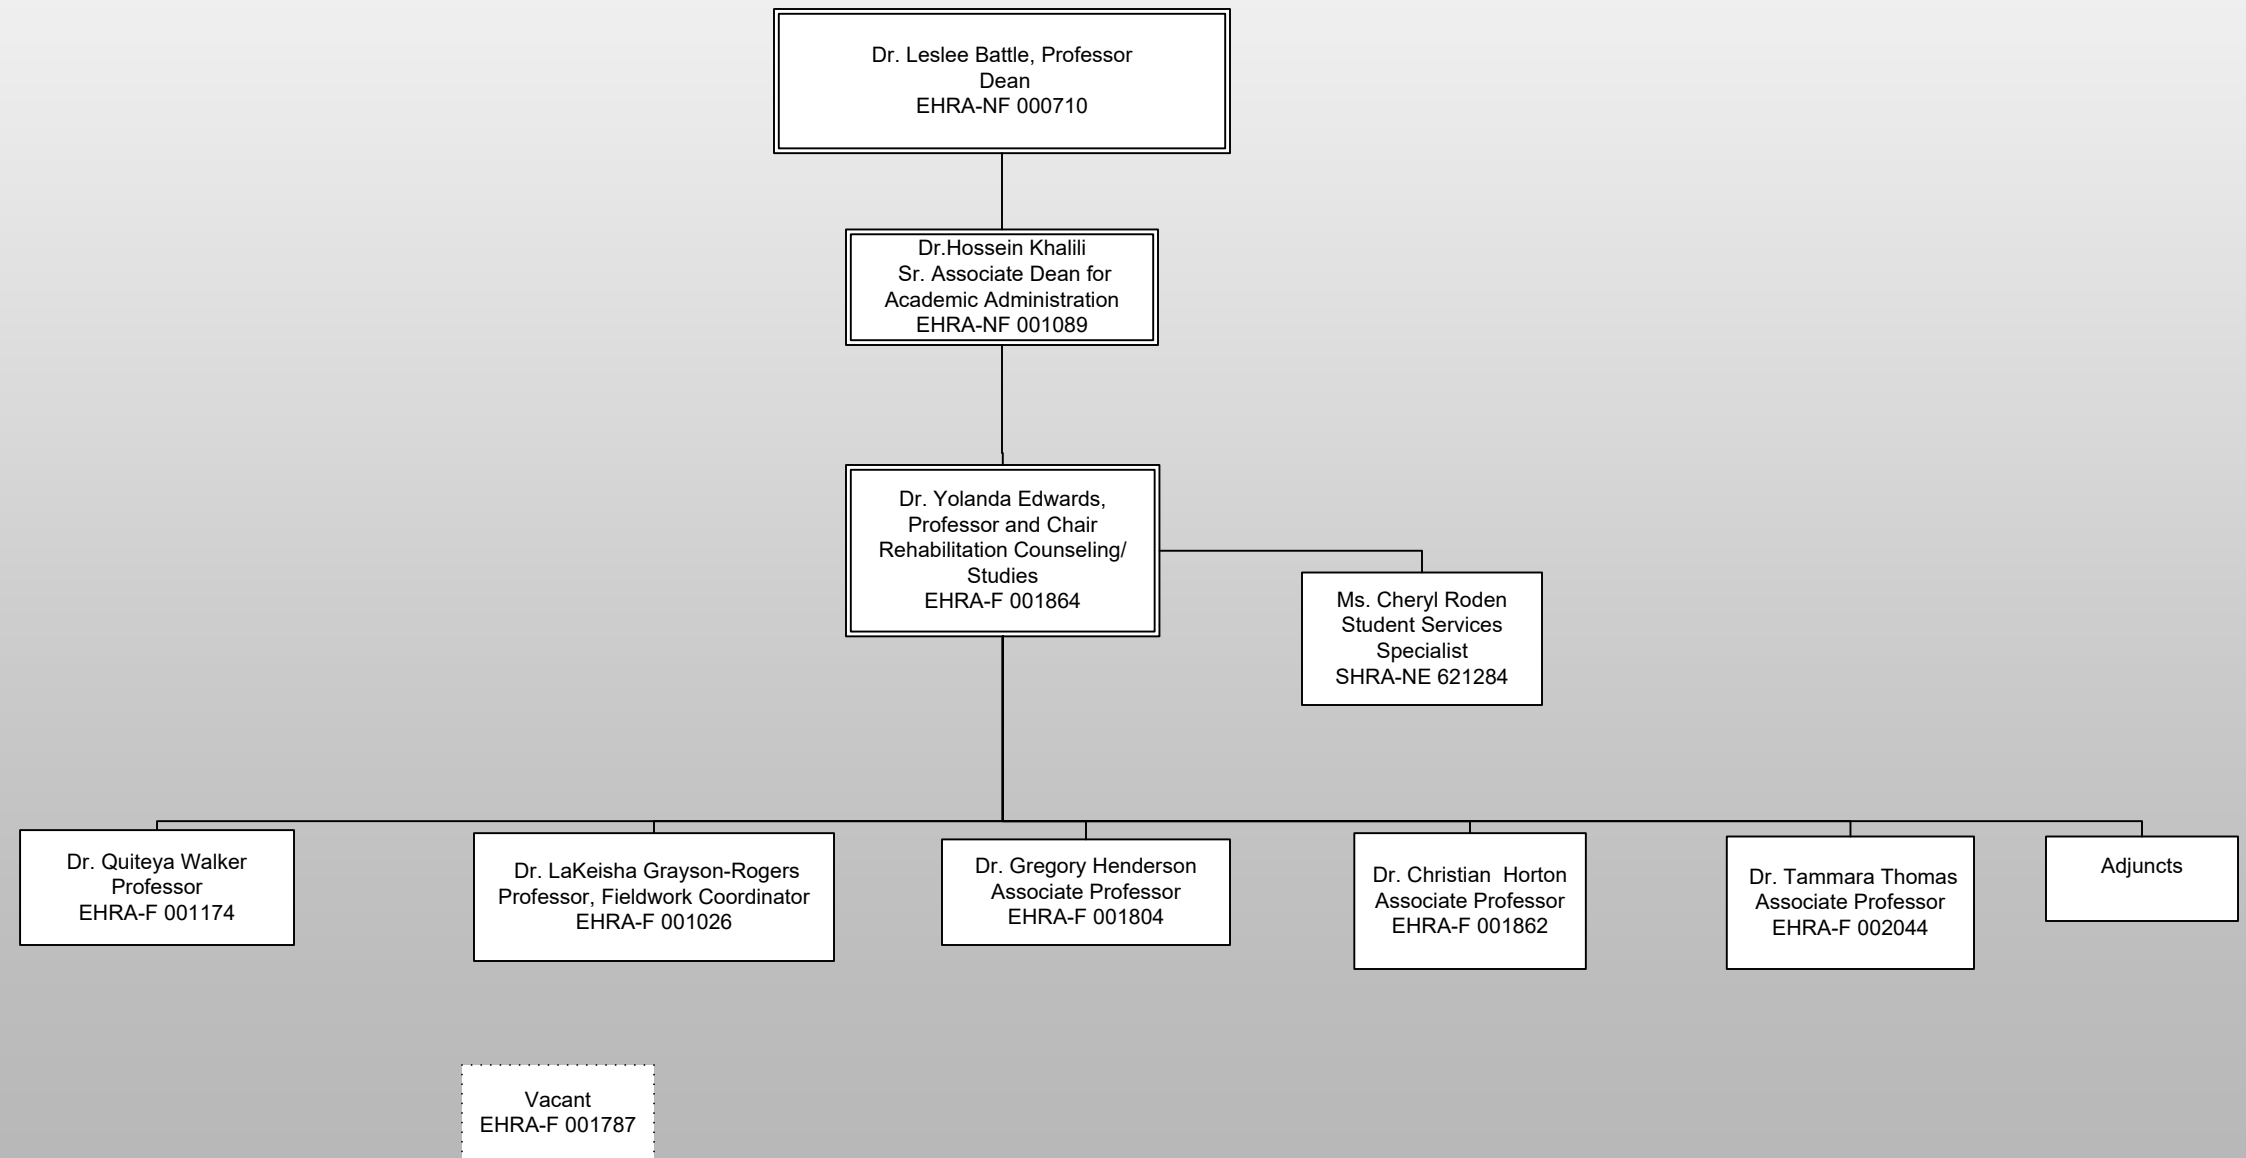 Dr. Leslee Battle, Professor
Dean
EHRA-NF 000710
Dr.Hossein Khalili
Sr. Associate Dean for
Academic Administration
EHRA-NF 001089
Dr. Yolanda Edwards,
Professor and Chair
Rehabilitation Counseling/
Studies
EHRA-F 001864
Ms. Cheryl Roden
Student Services
Specialist
SHRA-NE 621284
Dr. Quiteya Walker
Professor
EHRA-F 001174
Dr. LaKeisha Grayson-Rogers
Professor, Fieldwork Coordinator
EHRA-F 001026
Dr. Gregory Henderson
Associate Professor
EHRA-F 001804
Dr. Christian  Horton
Associate Professor
EHRA-F 001862
Dr. Tammara Thomas
Associate Professor
EHRA-F 002044
Adjuncts
Vacant
EHRA-F 001787